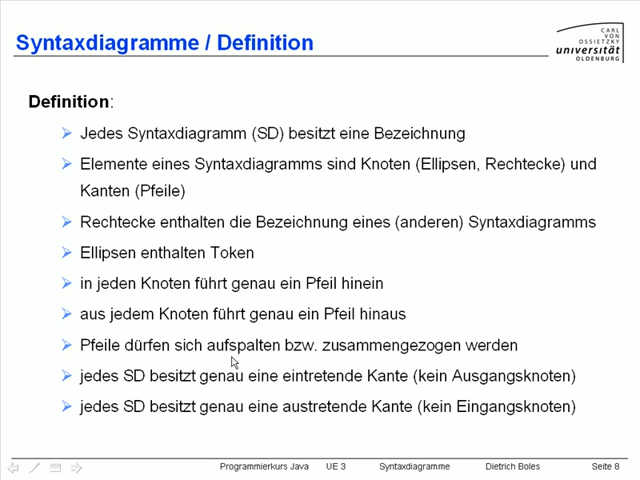 Syntaxdiagramme / Definition
CARL
VON
OSSIETZKY
universität
OLDENBURG
Definition:
Jedes Syntaxdiagramm (SD) besitzt eine Bezeichnung
Elemente eines Syntaxdiagramms sind Knoten (Ellipsen, Rechtecke) und
Kanten (Pfeile)
Rechtecke enthalten die Bezeichnung eines (anderen) Syntaxdiagramms
Ellipsen enthalten Token
in jeden Knoten führt genau ein Pfeil hinein
aus jedem Knoten führt genau ein Pfeil hinaus
Pfeile dürfen sich aufspalten bzw. zusammengezogen werden
jedes SD besitzt genau eine eintretende Kante (kein Ausgangsknoten)
jedes SD besitzt genau eine austretende Kante (kein Eingangsknoten)
Programmierkurs Java UE 3 Syntaxdiagramme Dietrich Boles Seite 8